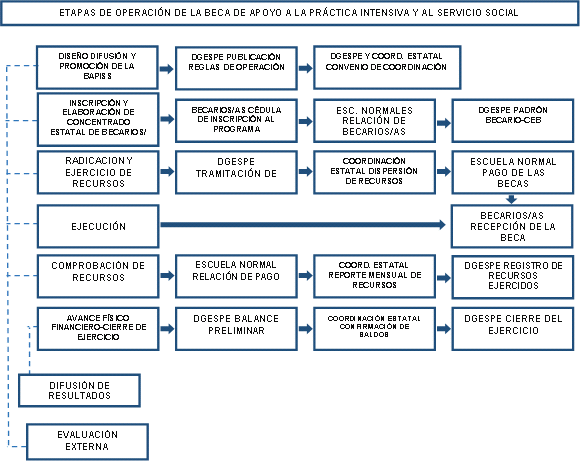 ETAPAS DE OPERACIÓN DE LA BECA DE APOYO A LA PRÁCTICA INTENSIVA Y AL SERVICIO SOCIAL
DISEÑO DIFUSIÓN Y
PROMOCIÓN DE LA
BAPISS
DGESPE PUBLICACIÓN
REGLAS DE OPERACIÓN
DGESPE Y COORD. ESTATAL
CONVENIO DE COORDINACIÓN
INSCRIPCIÓN Y
ELABORACIÓN DE
CONCENTRADO
ESTATAL DE BECARIOS/
BECARIOS/AS CÉDULA
DE INSCRIPCIÓN AL
PROGRAMA
ESC. NORMALES
RELACIÓN DE
BECARIOS/AS
DGESPE PADRÓN
BECARIO-CEB
RADICACION Y
EJERCICIO DE
RECURSOS
DGESPE
TRAMITACIÓN DE
COORDINACIÓN
ESTATAL DISPERSIÓN
DE RECURSOS
ESCUELA NORMAL
PAGO DE LAS
BECAS
EJECUCIÓN
BECARIOS/AS
RECEPCIÓN DE LA
BECA
COMPROBACIÓN DE
RECURSOS
ESCUELA NORMAL
RELACIÓN DE PAGO
COORD. ESTATAL
REPORTE MENSUAL DE
RECURSOS
DGESPE REGISTRO DE
RECURSOS
EJERCIDOS
AVANCE FÍSICO
FINANCIERO-CIERRE DE
EJERCICIO
DGESPE BALANCE
PRELIMINAR
COORDINACIÓN ESTATAL
CONFIRMACIÓN DE
SALDOS
DGESPE CIERRE DEL
EJERCICIO
DIFUSIÓN DE
RESULTADOS
EVALUACIÓN
EXTERNA